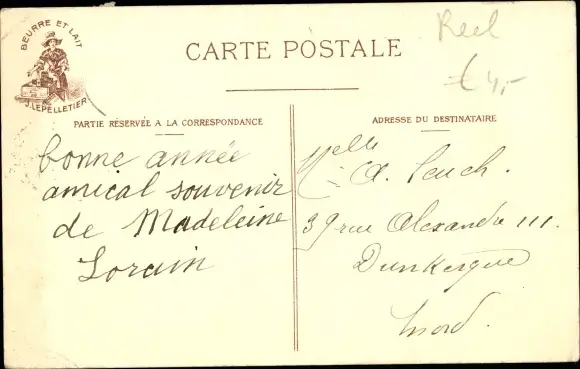 BEURRE ET LAIT
J. LEPELLETIER
CARTE POSTALE
Recl
€ 4,-
PARTIE RÉSERVÉE A LA CORRESPONDANCE
bonne année
amical souvenir
de Madeleine
Lorain
ADRESSE DU DESTINATAIRE
Melle
A.
39 rue Alexandre III.
Dunkerque
Nord.